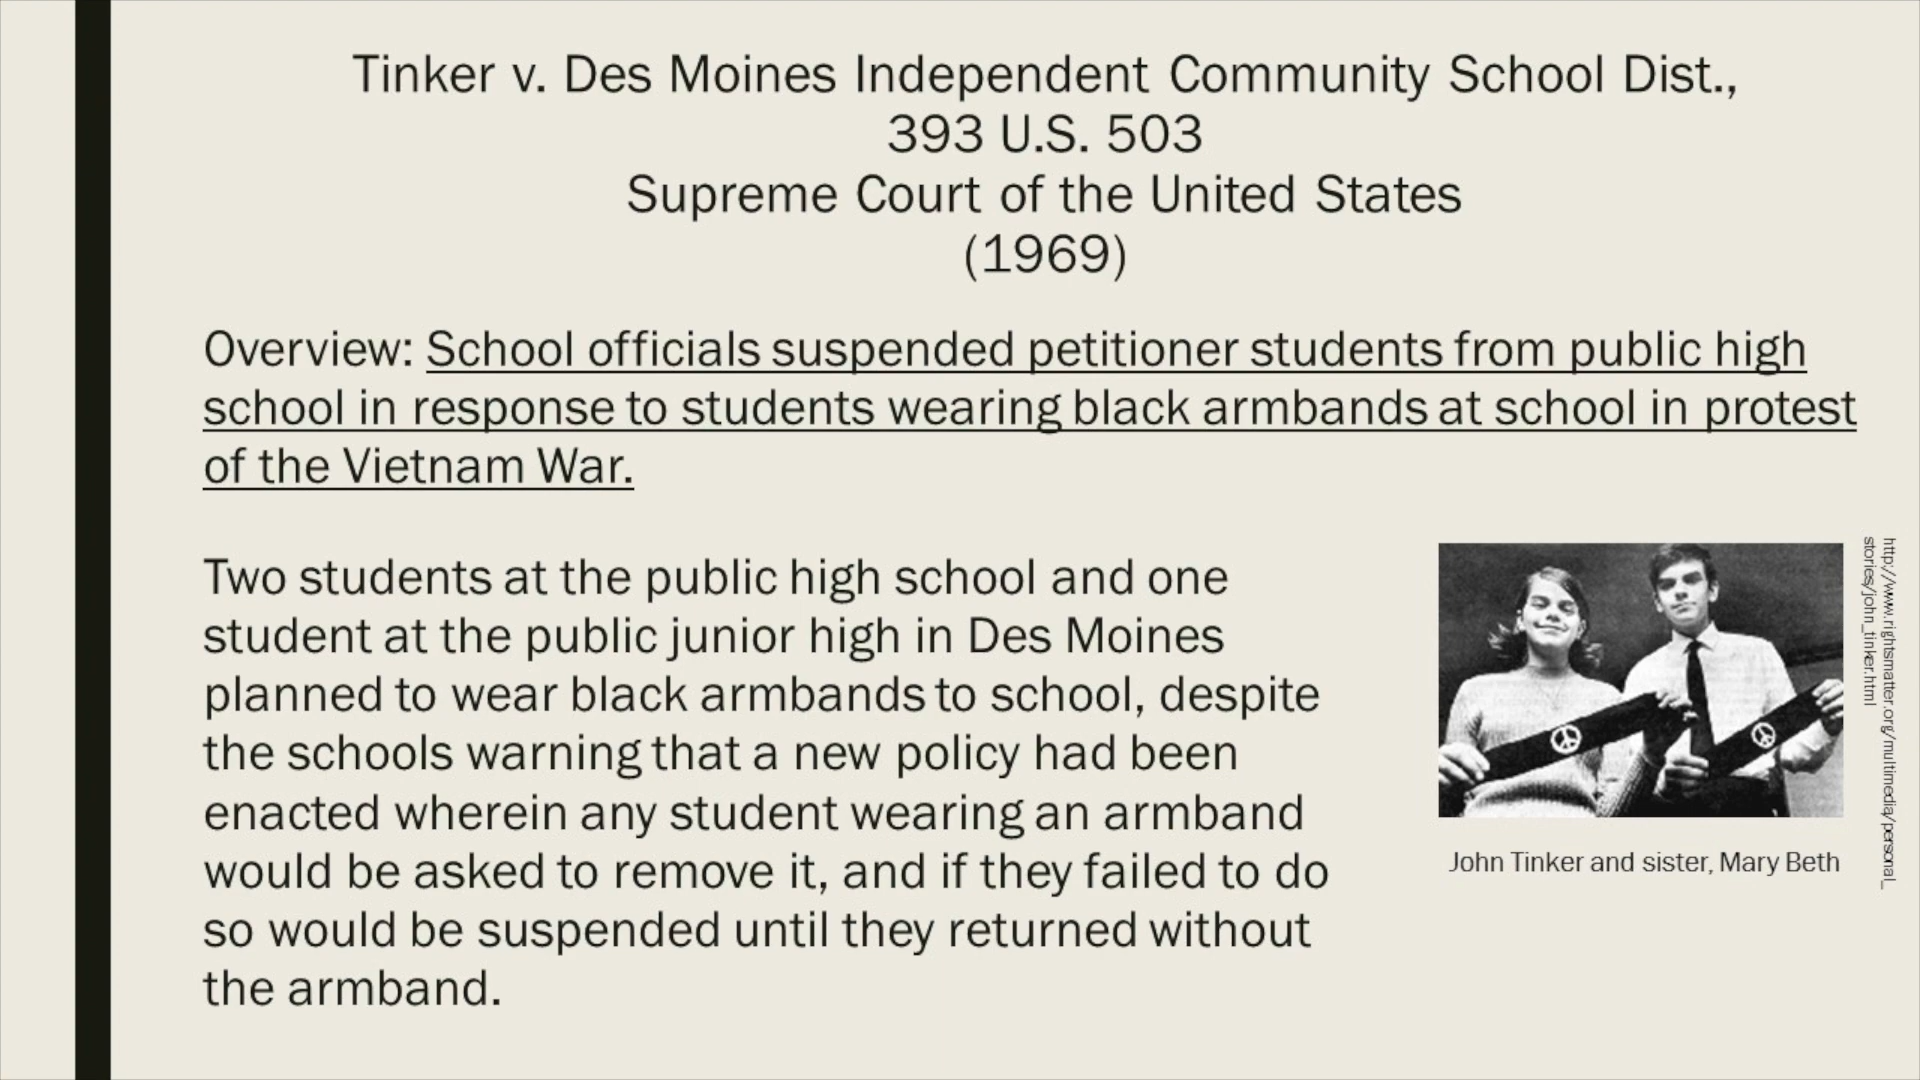 Tinker v. Des Moines Independent Community School Dist.,
393 U.S. 503
Supreme Court of the United States
(1969)
Overview: School officials suspended petitioner students from public high
school in response to students wearing black armbands at school in protest
of the Vietnam War.
Two students at the public high school and one
student at the public junior high in Des Moines
planned to wear black armbands to school, despite
the schools warning that a new policy had been
enacted wherein any student wearing an armband
would be asked to remove it, and if they failed to do
so would be suspended until they returned without
the armband.
John Tinker and sister, Mary Beth
http://www.rightsmatter.org/multimedia/personal_
stories/john_tinker.html